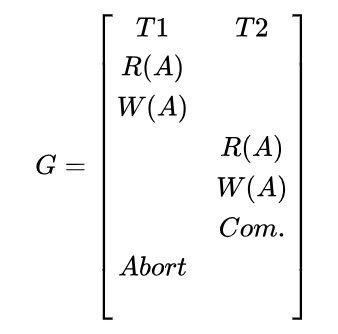 T1 T2
R(A)
W(A)
R(A)
W(A)
G =
Com.
Abort